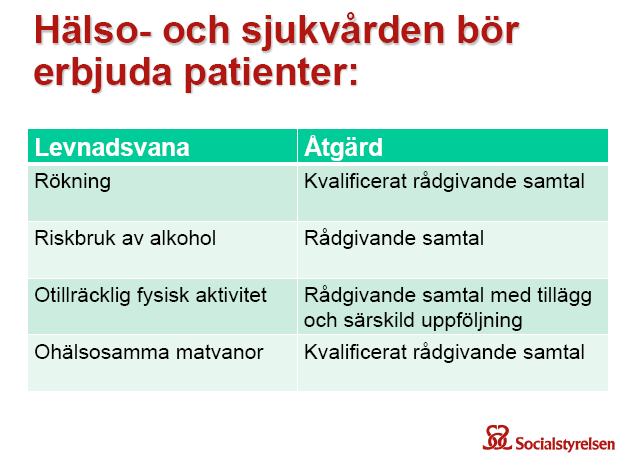 Hälso- och sjukvården bör
erbjuda patienter:
Levnadsvana Åtgärd
Rökning Kvalificerat rådgivande samtal
Riskbruk av alkohol Rådgivande samtal
Otillräcklig fysisk aktivitet Rådgivande samtal med tillägg
och särskild uppföljning
Ohälsosamma matvanor Kvalificerat rådgivande samtal
Socialstyrelsen